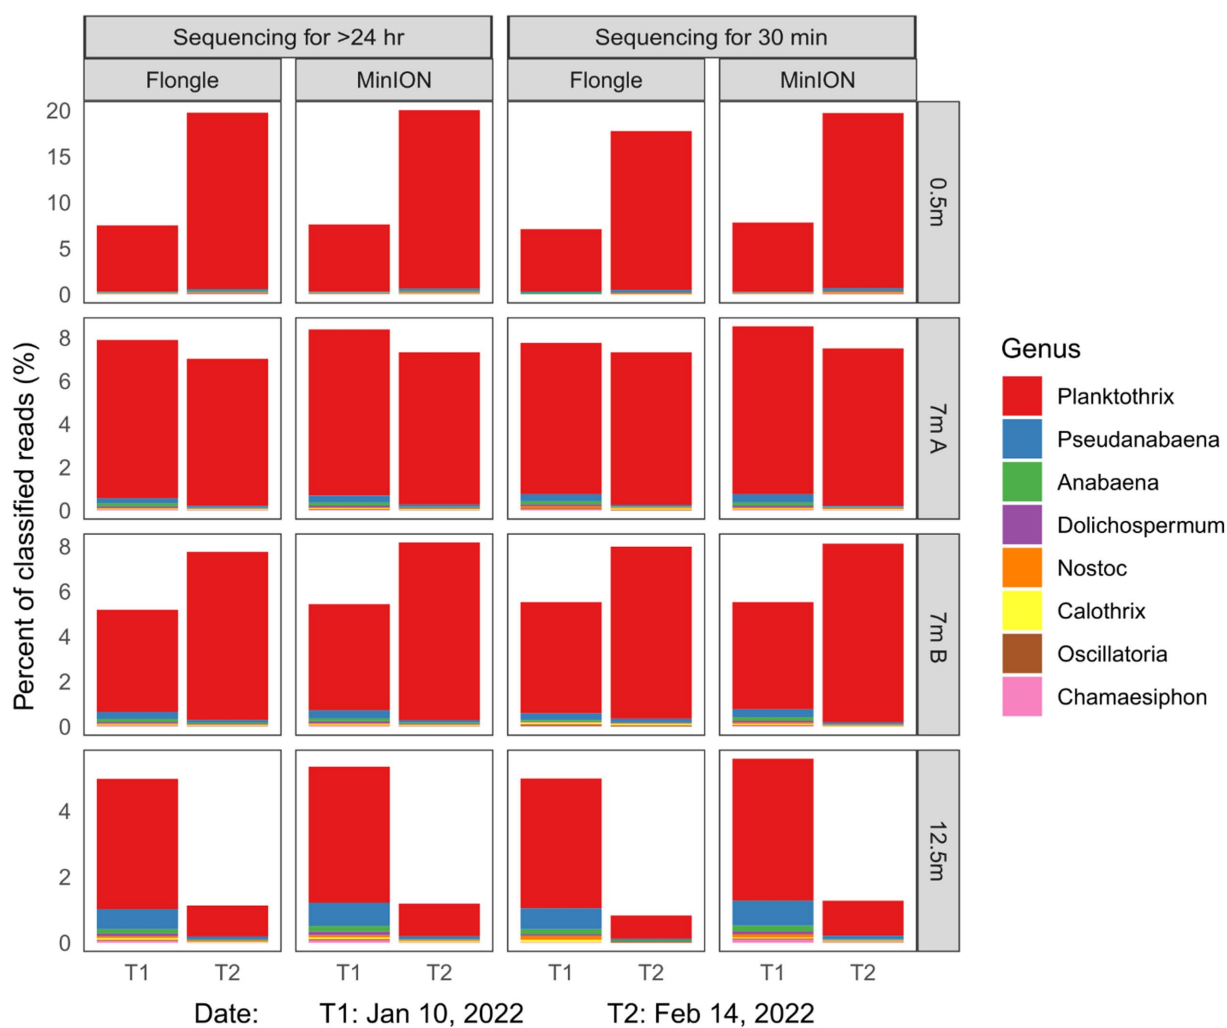 Sequencing for >24 hr
Sequencing for 30 min
Flongle
MinION
Flongle
MinION
Percent of classified reads (%)
20
15
10
5
0
0.5m
8
6
4
2
0
7m A
8
6
4
2
0
7m B
4
2
0
12.5m
T1 T2 T1 T2 T1 T2 T1 T2
Date: T1: Jan 10, 2022 T2: Feb 14, 2022
Genus
Planktothrix
Pseudanabaena
Anabaena
Dolichospermum
Nostoc
Calothrix
Oscillatoria
Chamaesiphon